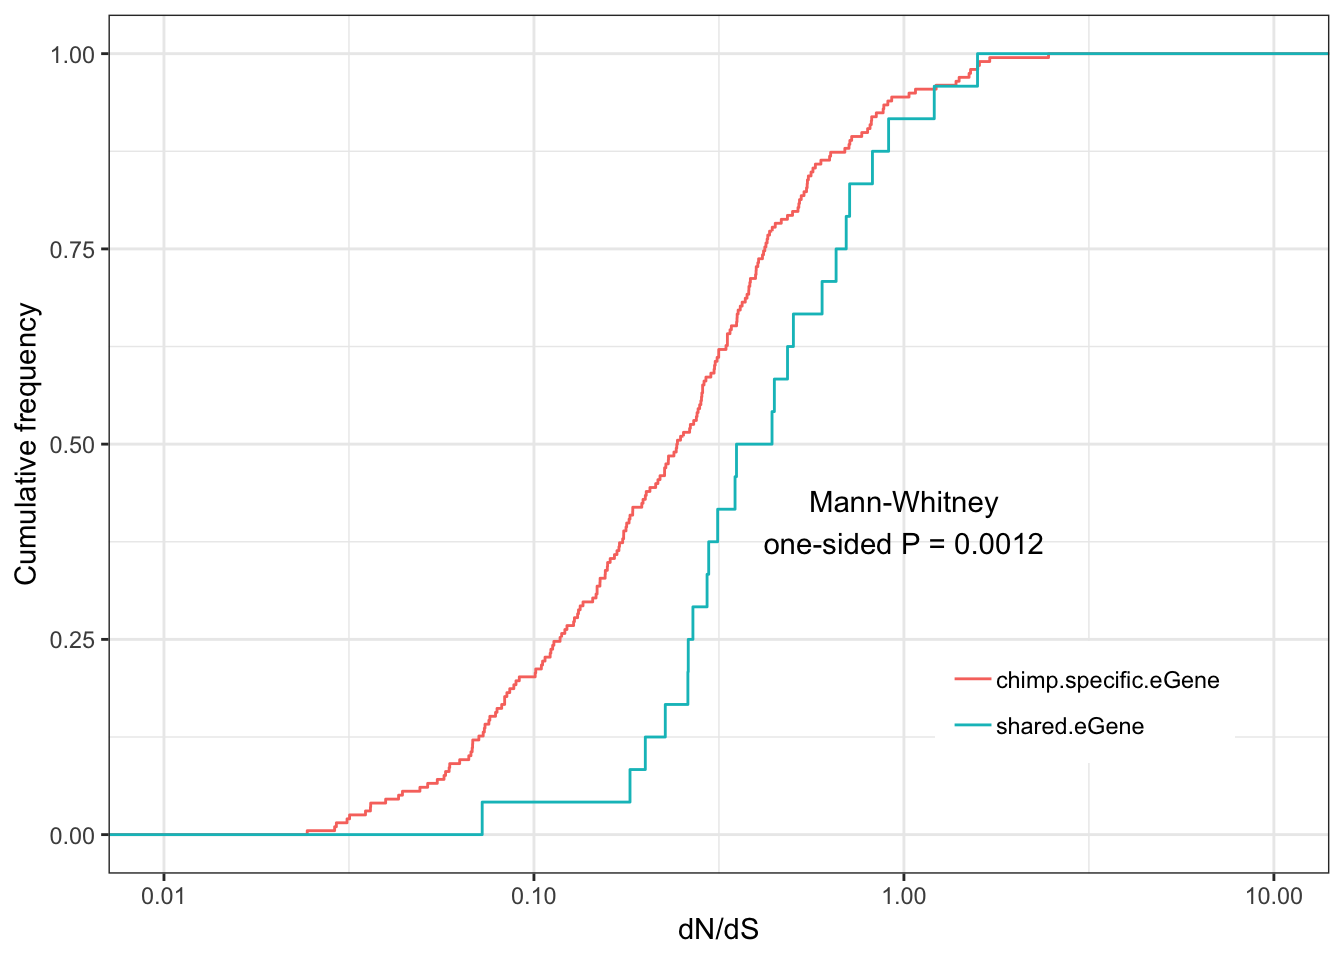 Cumulative frequency
1.00
0.75
0.50
0.25
0.00
Mann-Whitney
one-sided P = 0.0012
chimp.specific.eGene
shared.eGene
0.01
0.10
1.00
10.00
dN/dS